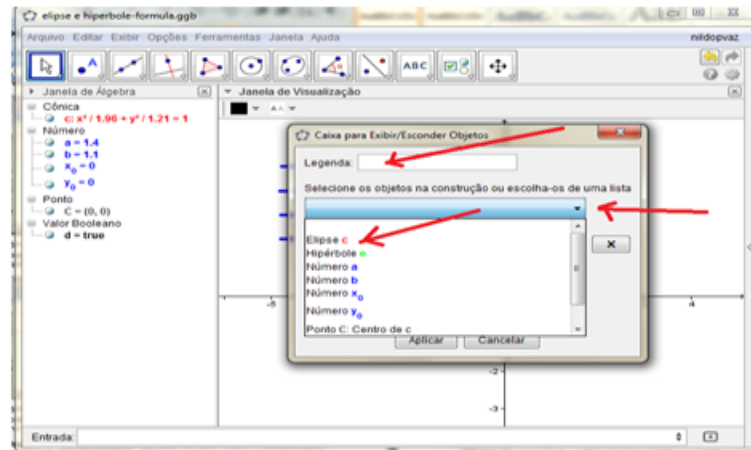 elipse e hiperbole-formula.ggb
Arquivo Editar Exibir Opções Ferramentas Janela Ajuda
nildopvaz
ABC
Janela de Álgebra
Janela de Visualização
Cônica
c: x² / 1.96 + y² / 1.21 = 1
Número
a = 1.4
b = 1.1
x₀ = 0
y₀ = 0
Ponto
C = (0, 0)
Valor Booleano
d = true
Caixa para Exibir/Esconder Objetos
Legenda:
Selecione os objetos na construção ou escolha-os de uma lista
Elipse c
Hipérbole e
Número a
Número b
Número x₀
Número y₀
Ponto C: Centro de c
Aplicar
Cancelar
-5
4
-2
-3
Entrada: